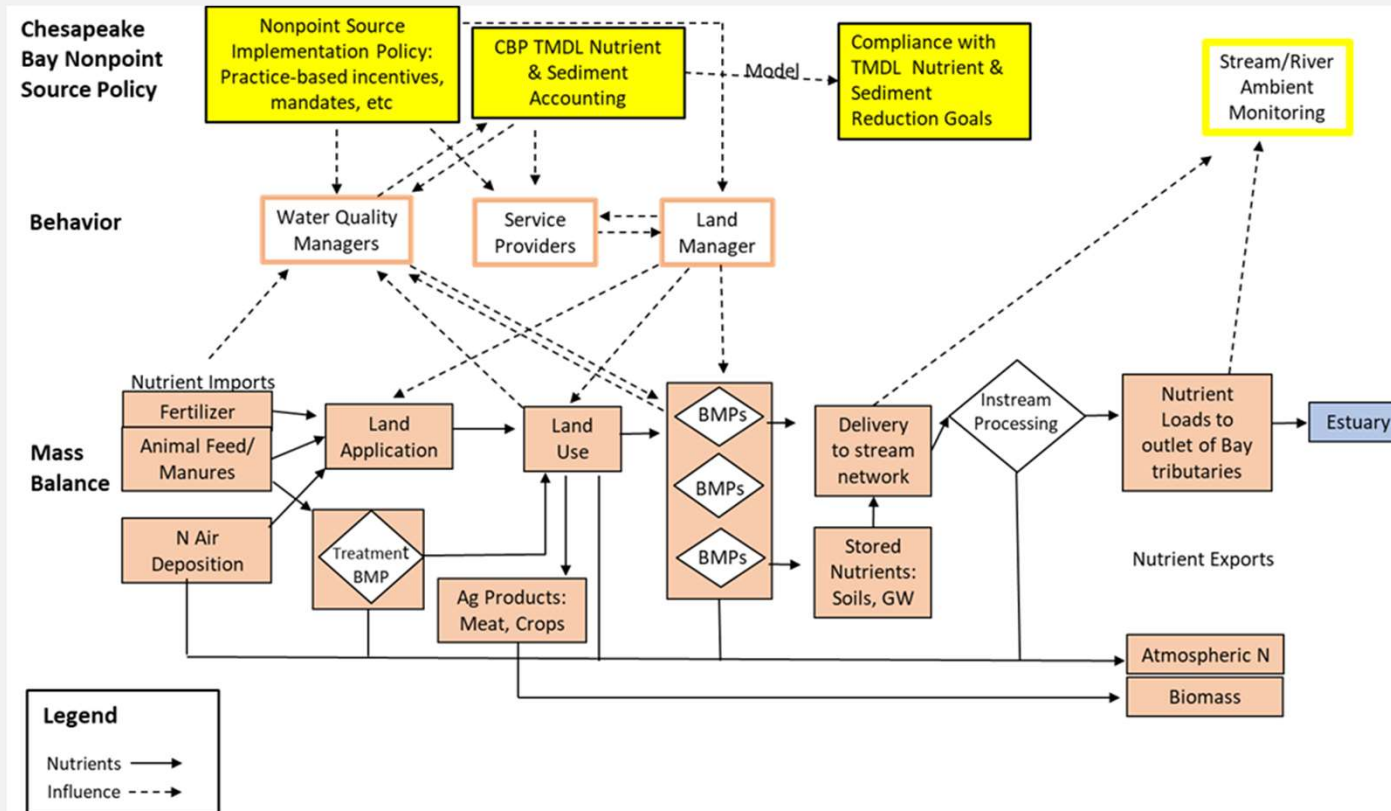 Chesapeake
Bay Nonpoint
Source Policy
Nonpoint Source
Implementation Policy:
Practice-based incentives,
mandates, etc
CBP TMDL Nutrient
& Sediment
Accounting
Model
Compliance with
TMDL Nutrient &
Sediment
Reduction Goals
Stream/River
Ambient
Monitoring
Behavior
Water Quality
Managers
Service
Providers
Land
Manager
Mass
Balance
Nutrient Imports
Fertilizer
Animal Feed/
Manures
N Air
Deposition
Land
Application
Treatment
BMP
Land
Use
Ag Products:
Meat, Crops
BMPs
BMPs
BMPs
Delivery
to stream
network
Stored
Nutrients:
Soils, GW
Instream
Processing
Nutrient
Loads to
outlet of Bay
tributaries
Estuary
Nutrient Exports
Atmospheric N
Biomass
Legend
Nutrients
Influence